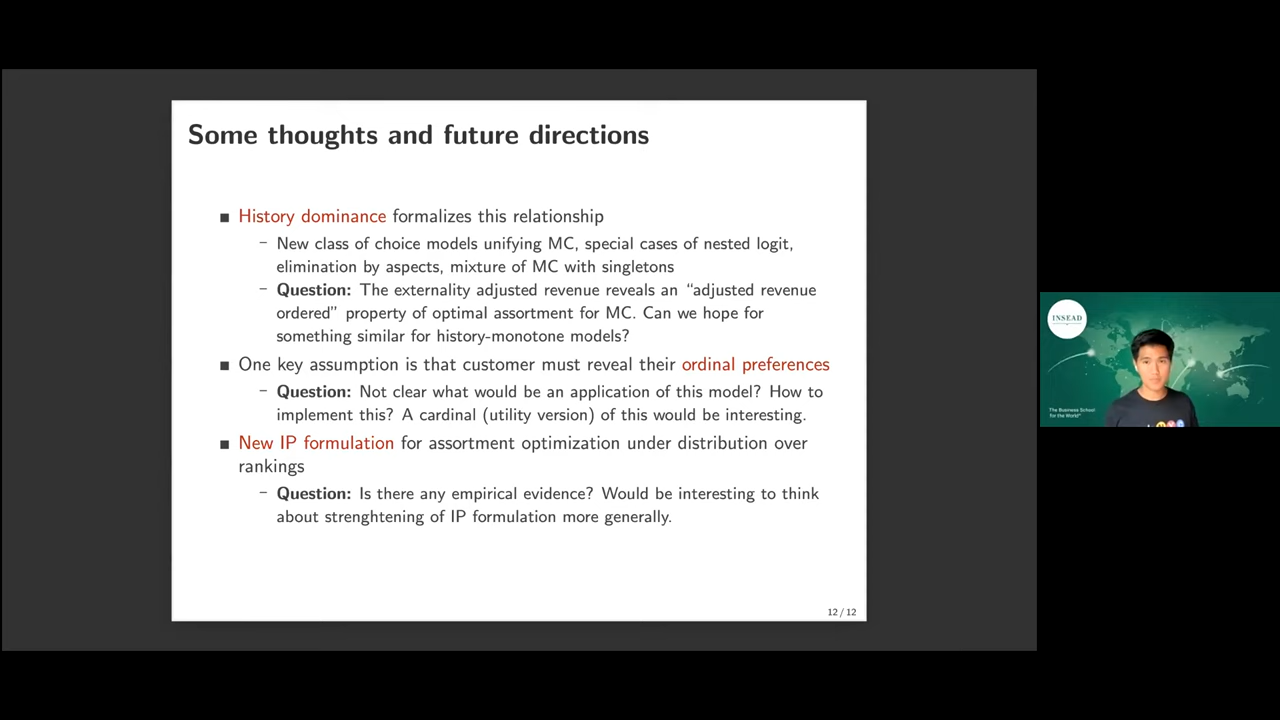 Some thoughts and future directions
■ History dominance formalizes this relationship
– New class of choice models unifying MC, special cases of nested logit,
elimination by aspects, mixture of MC with singletons
– Question: The externality adjusted revenue reveals an “adjusted revenue
ordered” property of optimal assortment for MC. Can we hope for
something similar for history-monotone models?
■ One key assumption is that customer must reveal their ordinal preferences
– Question: Not clear what would be an application of this model? How to
implement this? A cardinal (utility version) of this would be interesting.
■ New IP formulation for assortment optimization under distribution over
rankings
– Question: Is there any empirical evidence? Would be interesting to think
about strenghtening of IP formulation more generally.
12 / 12
INSEAD
The Business School
for the World®